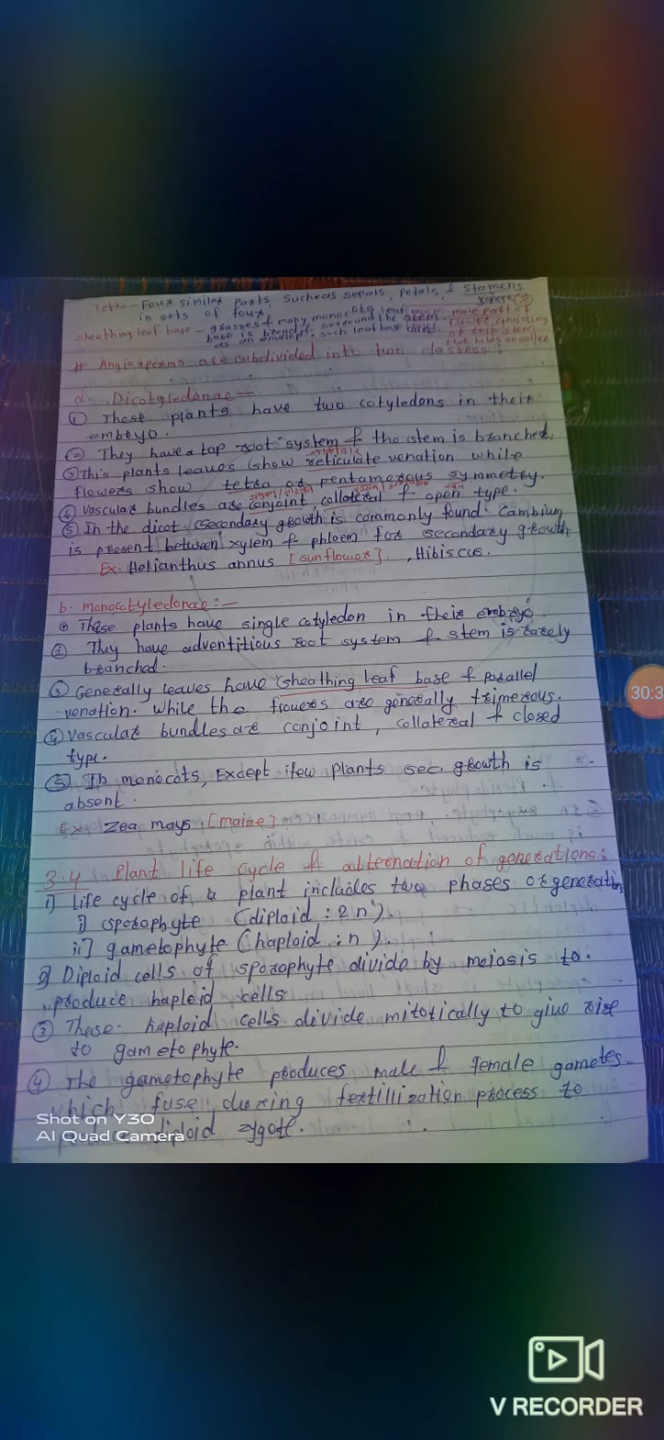 Tetra - Four similar parts, sucheas sepals, petals, & stamens.
in sets of four.
sheathing leaf base - grasses & many monocots leaf
# Angiosperms are subdivided into two classess :
a. Dicotyledonae -
① These plants have two cotyledons in their
embryo.
② They have a tap root system & the stem is branched.
③ This plants leaves show reticulate venation while
flowers show tetra or pentamerous symmetry.
④ Vascular bundles are conjoint collateral & open type.
⑤ In the dicot, secondary growth is commonly found. Cambium
is present between xylem & phloem for secondary growth
Ex. Helianthus annus [sunflower], Hibiscus.
b. monocotyledonae :-
① These plants have single cotyledon in their embryo.
② They have adventitious root system & stem is rarely
branched.
③ Generally leaves have sheathing leaf base & parallel
venation. While the flowers are generally trimerous.
④ Vascular bundles are conjoint, collateral & closed
type.
⑤ In monocots, Except few plants sec. growth is
absent.
Ex. Zea mays [maize]
3.4 Plant life cycle & alternation of generations :
i) Life cycle of a plant includes two phases or generation
i] sporophyte (diploid : 2n).
ii] gametophyte (haploid : n).
2) Diploid cells of sporophyte divide by meiosis to
produce haploid cells
③ These haploid cells divide mitotically to give rise
to gametophyte.
④ The gametophyte produces male & female gametes
which fuse during fertillization process to
diploid zygote.
Shot on Y30
AI Quad Camera
30:3
V RECORDER